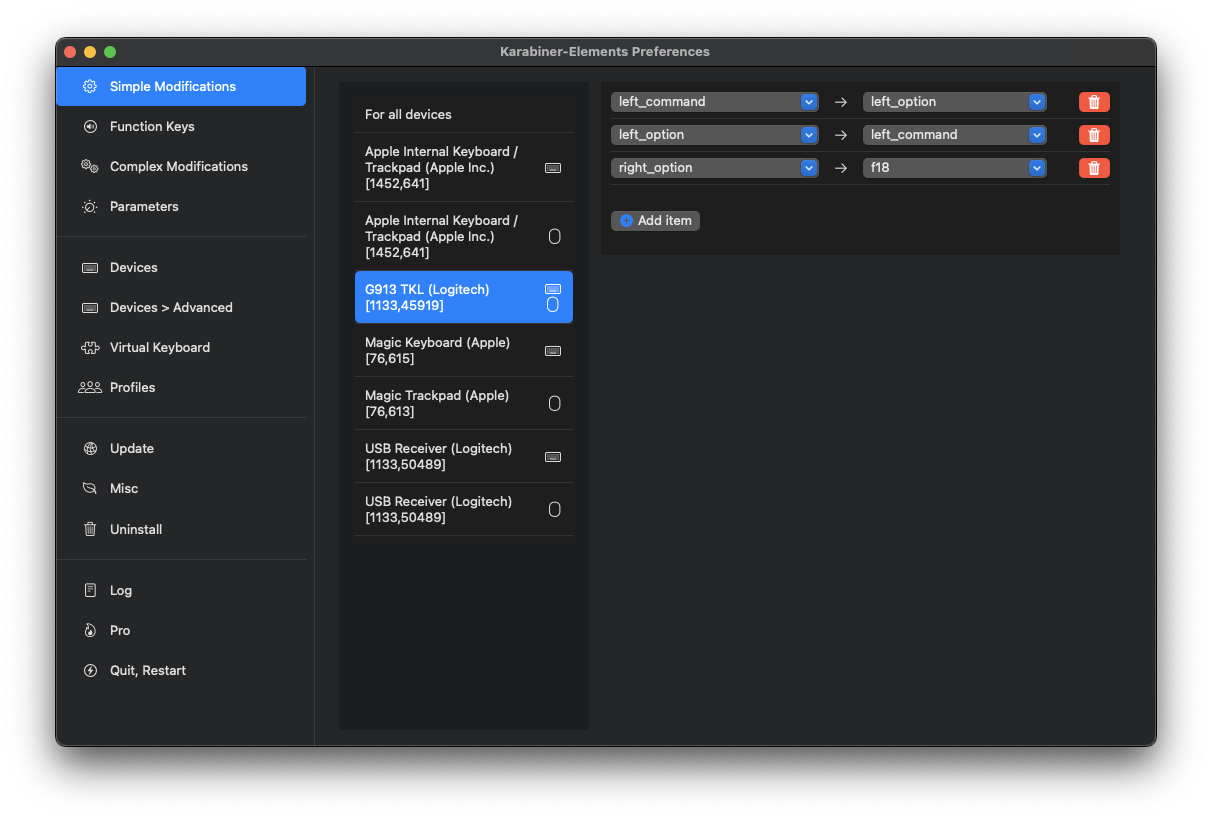 Karabiner-Elements Preferences
Simple Modifications
Function Keys
Complex Modifications
Parameters
Devices
Devices > Advanced
Virtual Keyboard
Profiles
Update
Misc
Uninstall
Log
Pro
Quit, Restart
For all devices
Apple Internal Keyboard /
Trackpad (Apple Inc.)
[1452,641]
Apple Internal Keyboard /
Trackpad (Apple Inc.)
[1452,641]
G913 TKL (Logitech)
[1133,45919]
Magic Keyboard (Apple)
[76,615]
Magic Trackpad (Apple)
[76,613]
USB Receiver (Logitech)
[1133,50489]
USB Receiver (Logitech)
[1133,50489]
left_command → left_option
left_option → left_command
right_option → f18
Add item